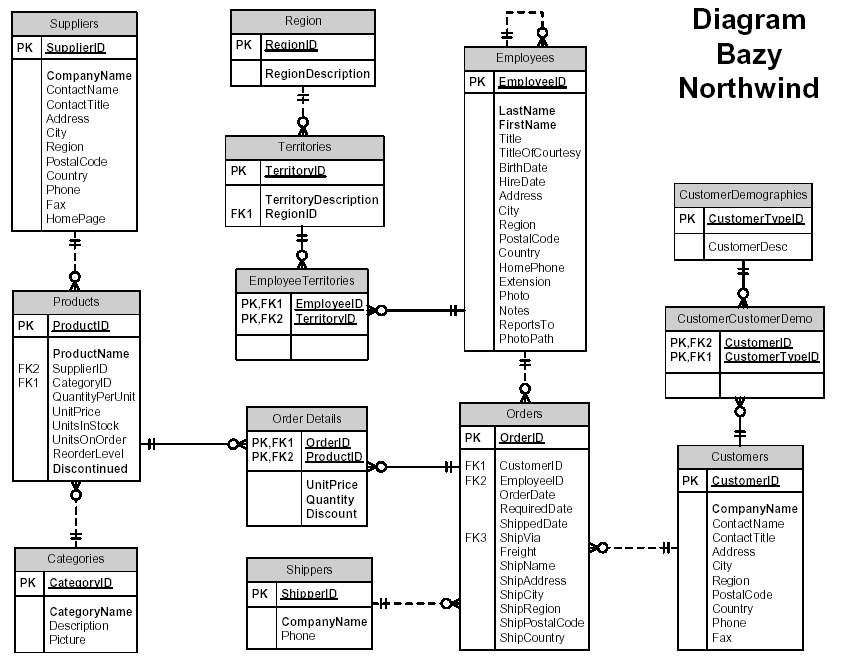 Diagram
Bazy
Northwind
Suppliers
PK SupplierID
CompanyName
ContactName
ContactTitle
Address
City
Region
PostalCode
Country
Phone
Fax
HomePage
Region
PK RegionID
RegionDescription
Employees
PK EmployeeID
LastName
FirstName
Title
TitleOfCourtesy
BirthDate
HireDate
Address
City
Region
PostalCode
Country
HomePhone
Extension
Photo
Notes
ReportsTo
PhotoPath
Territories
PK TerritoryID
TerritoryDescription
FK1 RegionID
EmployeeTerritories
PK,FK1 EmployeeID
PK,FK2 TerritoryID
CustomerDemographics
PK CustomerTypeID
CustomerDesc
CustomerCustomerDemo
PK,FK2 CustomerID
PK,FK1 CustomerTypeID
Products
PK ProductID
ProductName
FK2 SupplierID
FK1 CategoryID
QuantityPerUnit
UnitPrice
UnitsInStock
UnitsOnOrder
ReorderLevel
Discontinued
Order Details
PK,FK1 OrderID
PK,FK2 ProductID
UnitPrice
Quantity
Discount
Orders
PK OrderID
FK1 CustomerID
FK2 EmployeeID
OrderDate
RequiredDate
ShippedDate
FK3 ShipVia
Freight
ShipName
ShipAddress
ShipCity
ShipRegion
ShipPostalCode
ShipCountry
Customers
PK CustomerID
CompanyName
ContactName
ContactTitle
Address
City
Region
PostalCode
Country
Phone
Fax
Categories
PK CategoryID
CategoryName
Description
Picture
Shippers
PK ShipperID
CompanyName
Phone